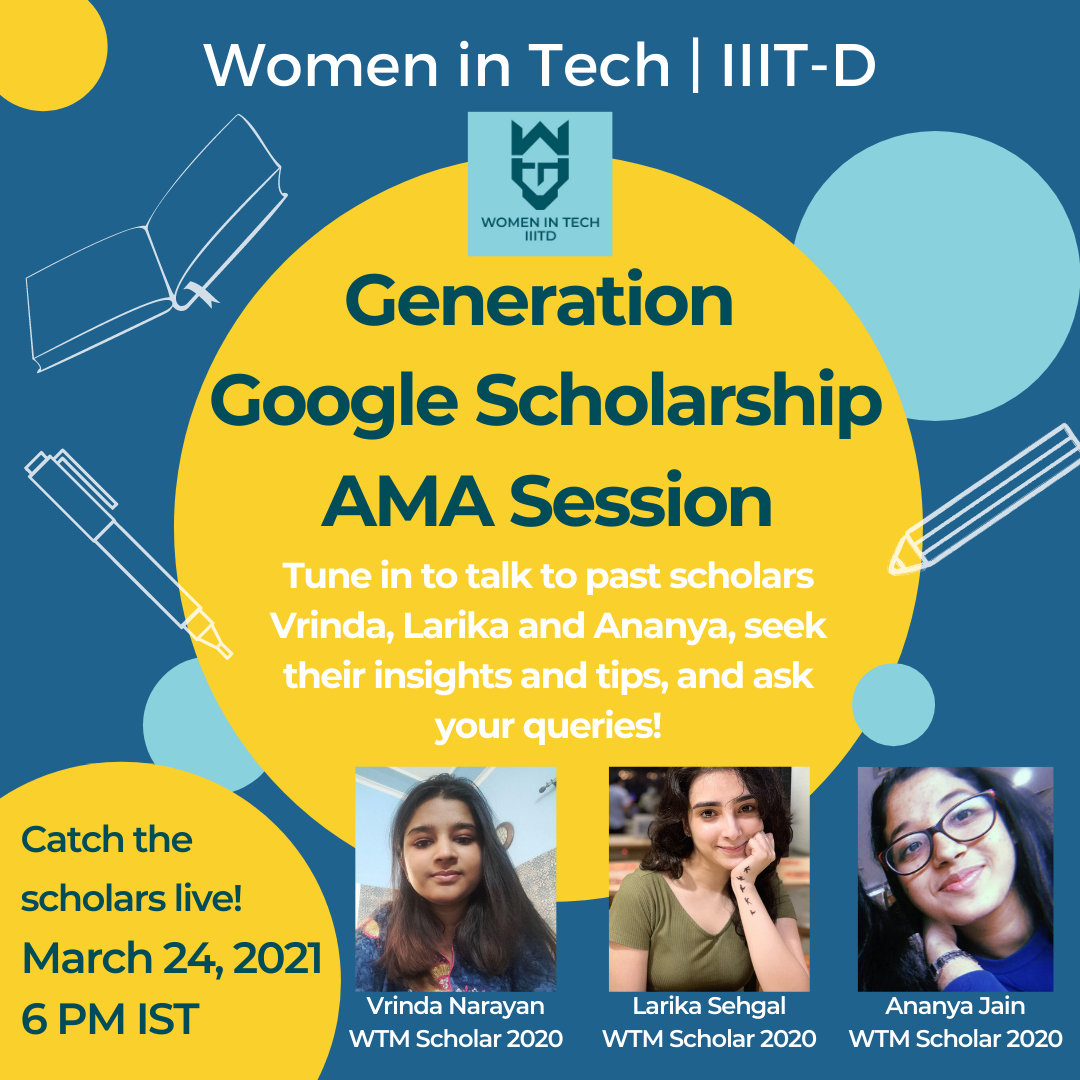 Women in Tech | IIIT-D
WOMEN IN TECH
IIITD
Generation
Google Scholarship
AMA Session
Tune in to talk to past scholars
Vrinda, Larika and Ananya, seek
their insights and tips, and ask
your queries!
Catch the
scholars live!
March 24, 2021
6 PM IST
Vrinda Narayan
WTM Scholar 2020
Larika Sehgal
WTM Scholar 2020
Ananya Jain
WTM Scholar 2020